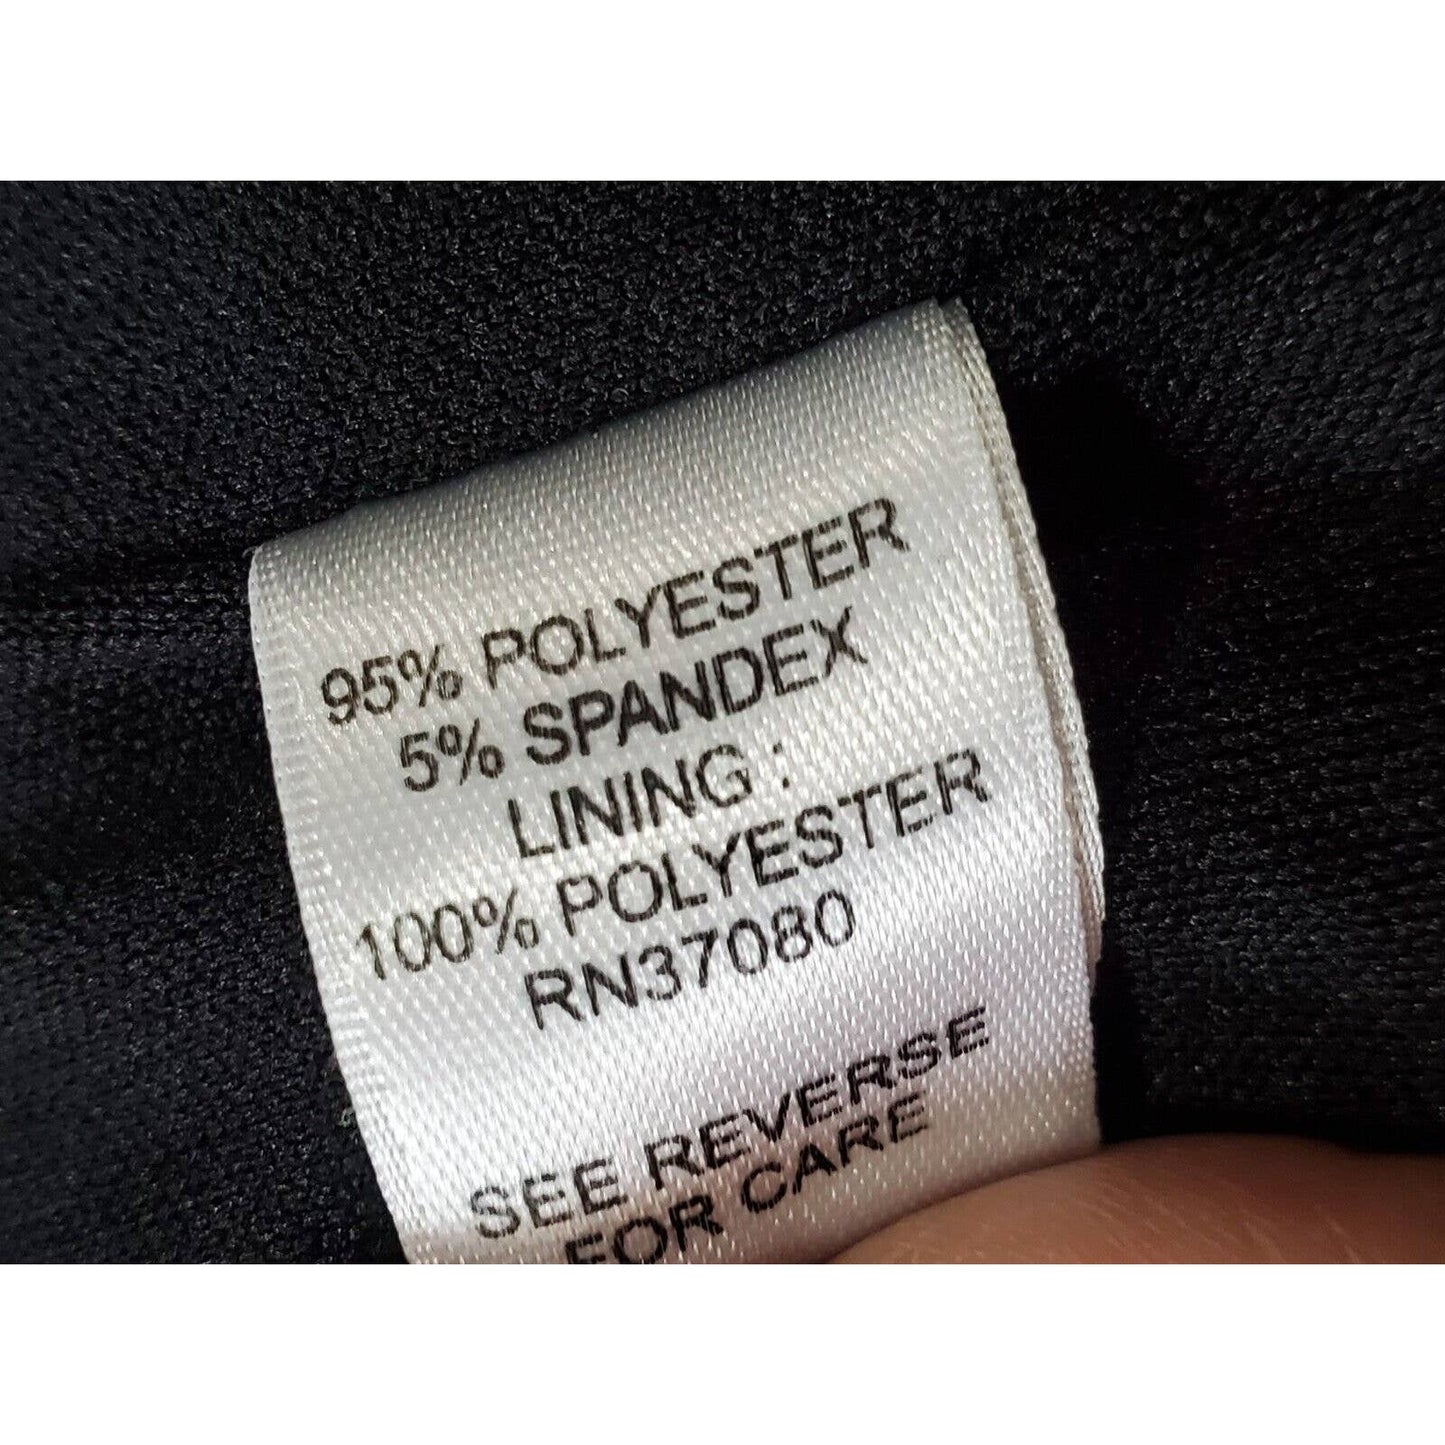 95% POLYESTER
5% SPANDEX
LINING :
100% POLYESTER
RN37080
SEE REVERSE
FOR CARE